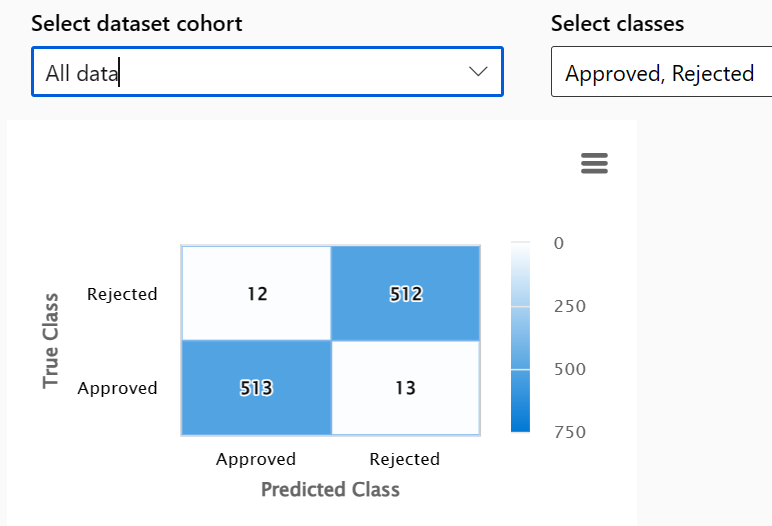 Select dataset cohort
Select classes
All data
Approved, Rejected
0
Rejected
12
512
250
True Class
Approved
513
13
500
750
Approved
Rejected
Predicted Class